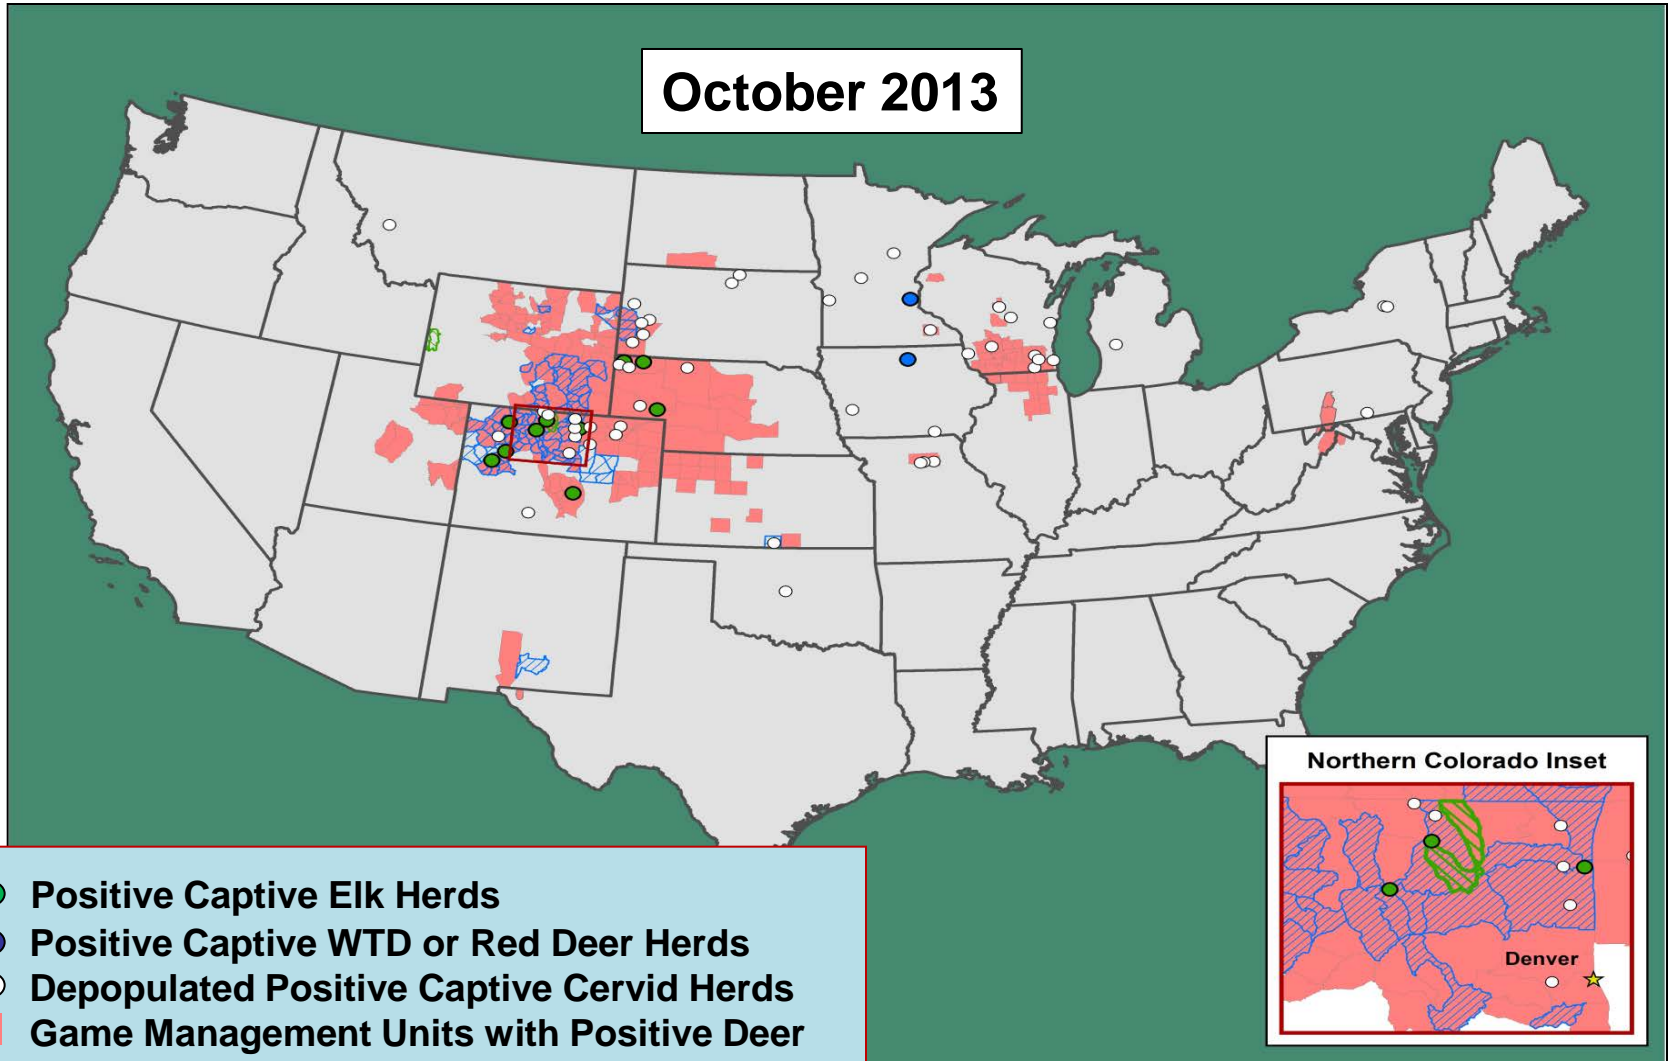 October 2013
Northern Colorado Inset
Denver
Positive Captive Elk Herds
Positive Captive WTD or Red Deer Herds
Depopulated Positive Captive Cervid Herds
Game Management Units with Positive Deer